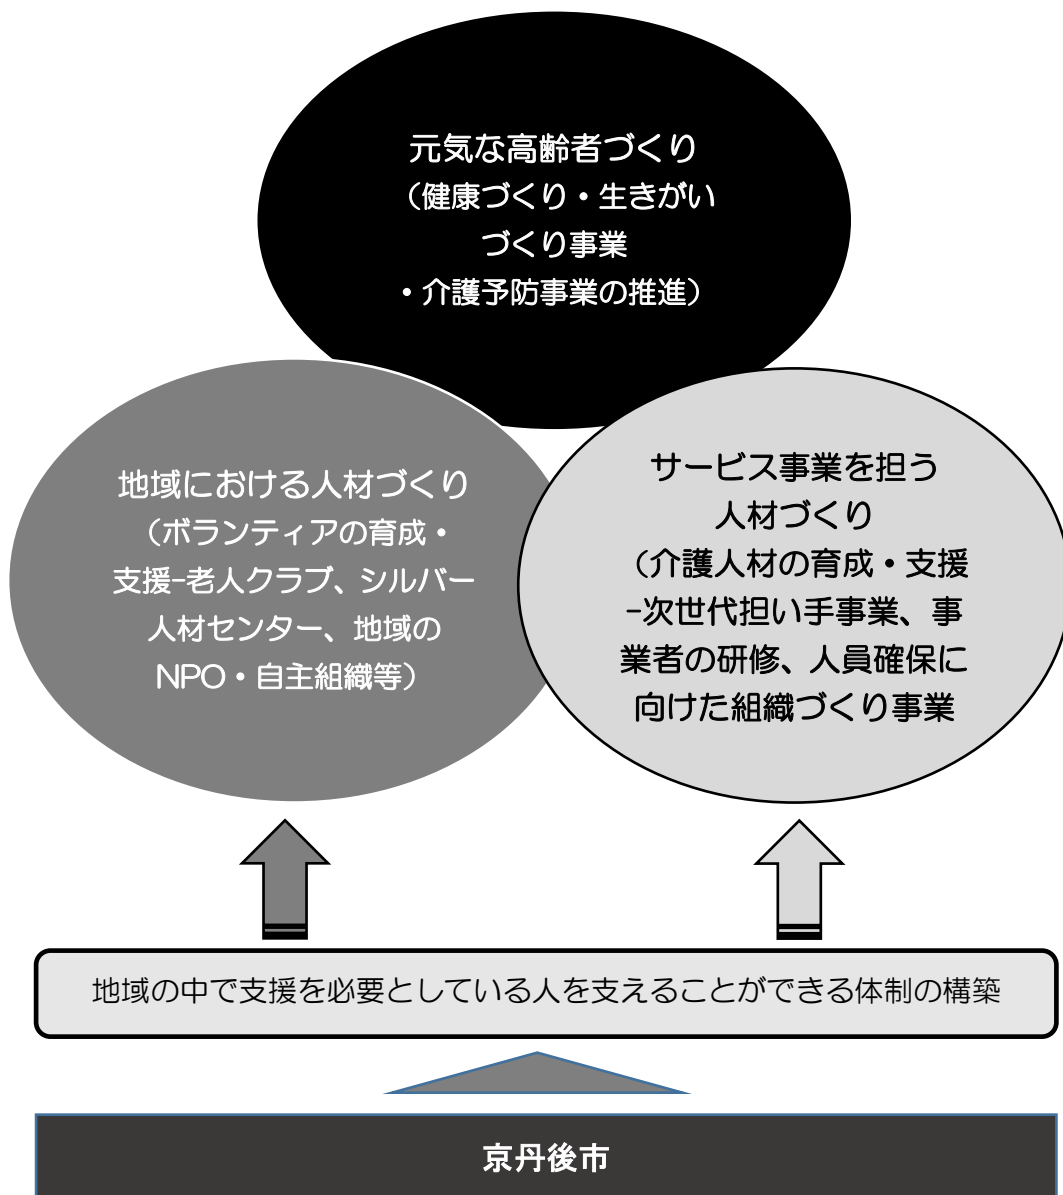 元気な高齢者づくり
（健康づくり・生きがい
づくり事業
・介護予防事業の推進）
地域における人材づくり
（ボランティアの育成・
支援-老人クラブ、シルバー
人材センター、地域の
NPO・自主組織等）
サービス事業を担う
人材づくり
（介護人材の育成・支援
-次世代担い手事業、事
業者の研修、人員確保に
向けた組織づくり事業
地域の中で支援を必要としている人を支えることができる体制の構築
京丹後市